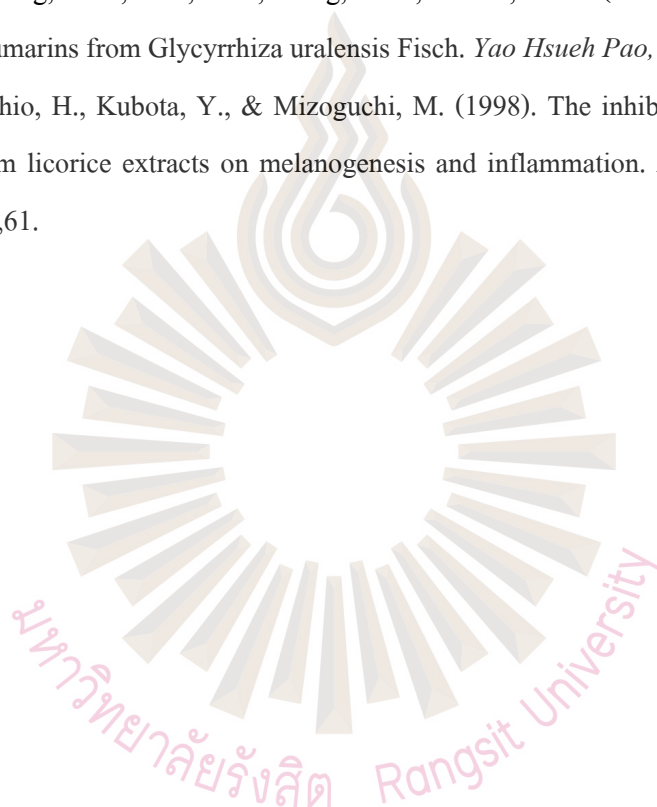 umarins from Glycyrrhiza uralensis Fisch. Yao Hsueh Pao,
hio, H., Kubota, Y., & Mizoguchi, M. (1998). The inhib
m licorice extracts on melanogenesis and inflammation.
,61.
มหาวิทยาลัยรังสิต Rangsit University